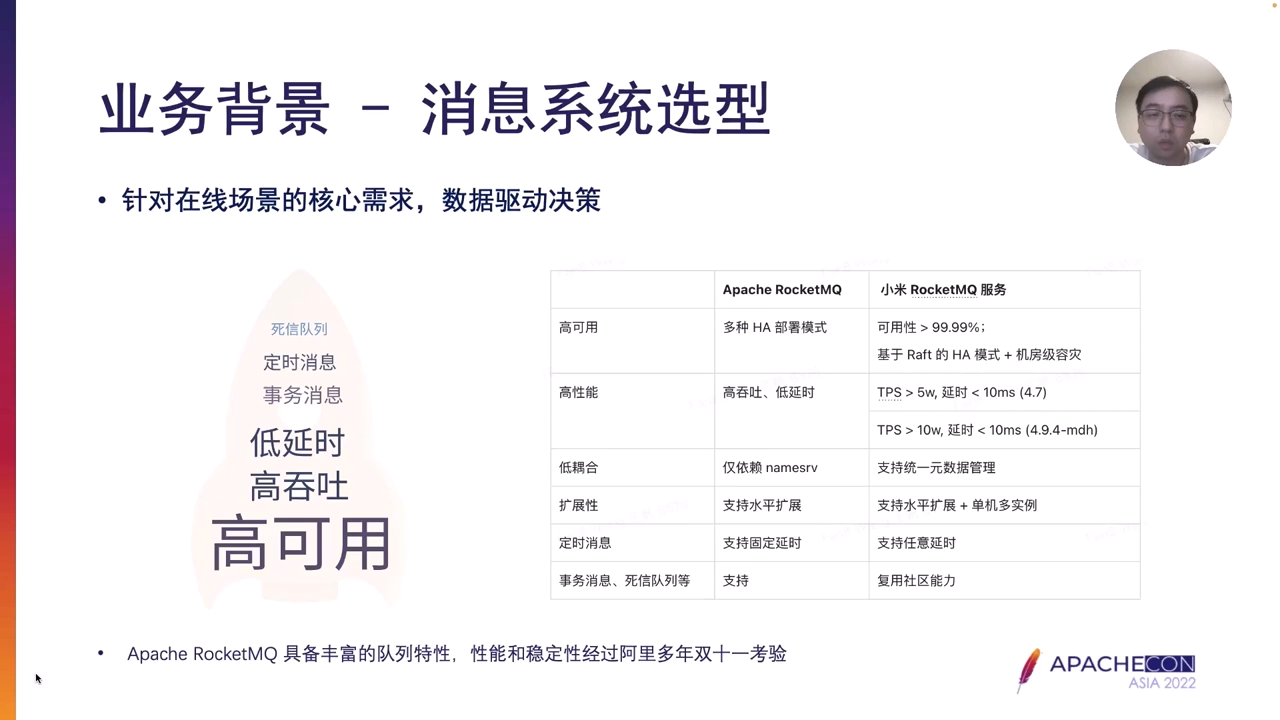 业务背景 - 消息系统选型
• 针对在线场景的核心需求，数据驱动决策
死信队列
定时消息
事务消息
低延时
高吞吐
高可用
Apache RocketMQ 小米 RocketMQ 服务
高可用 多种 HA 部署模式 可用性 > 99.99%；
基于 Raft 的 HA 模式 + 机房级容灾
高性能 高吞吐、低延时 TPS > 5w, 延时 < 10ms (4.7)
TPS > 10w, 延时 < 10ms (4.9.4-mdh)
低耦合 仅依赖 namesrv 支持统一元数据管理
扩展性 支持水平扩展 支持水平扩展 + 单机多实例
定时消息 支持固定延时 支持任意延时
事务消息、死信队列等 支持 复用社区能力
• Apache RocketMQ 具备丰富的队列特性，性能和稳定性经过阿里多年双十一考验
APACHECON
ASIA 2022